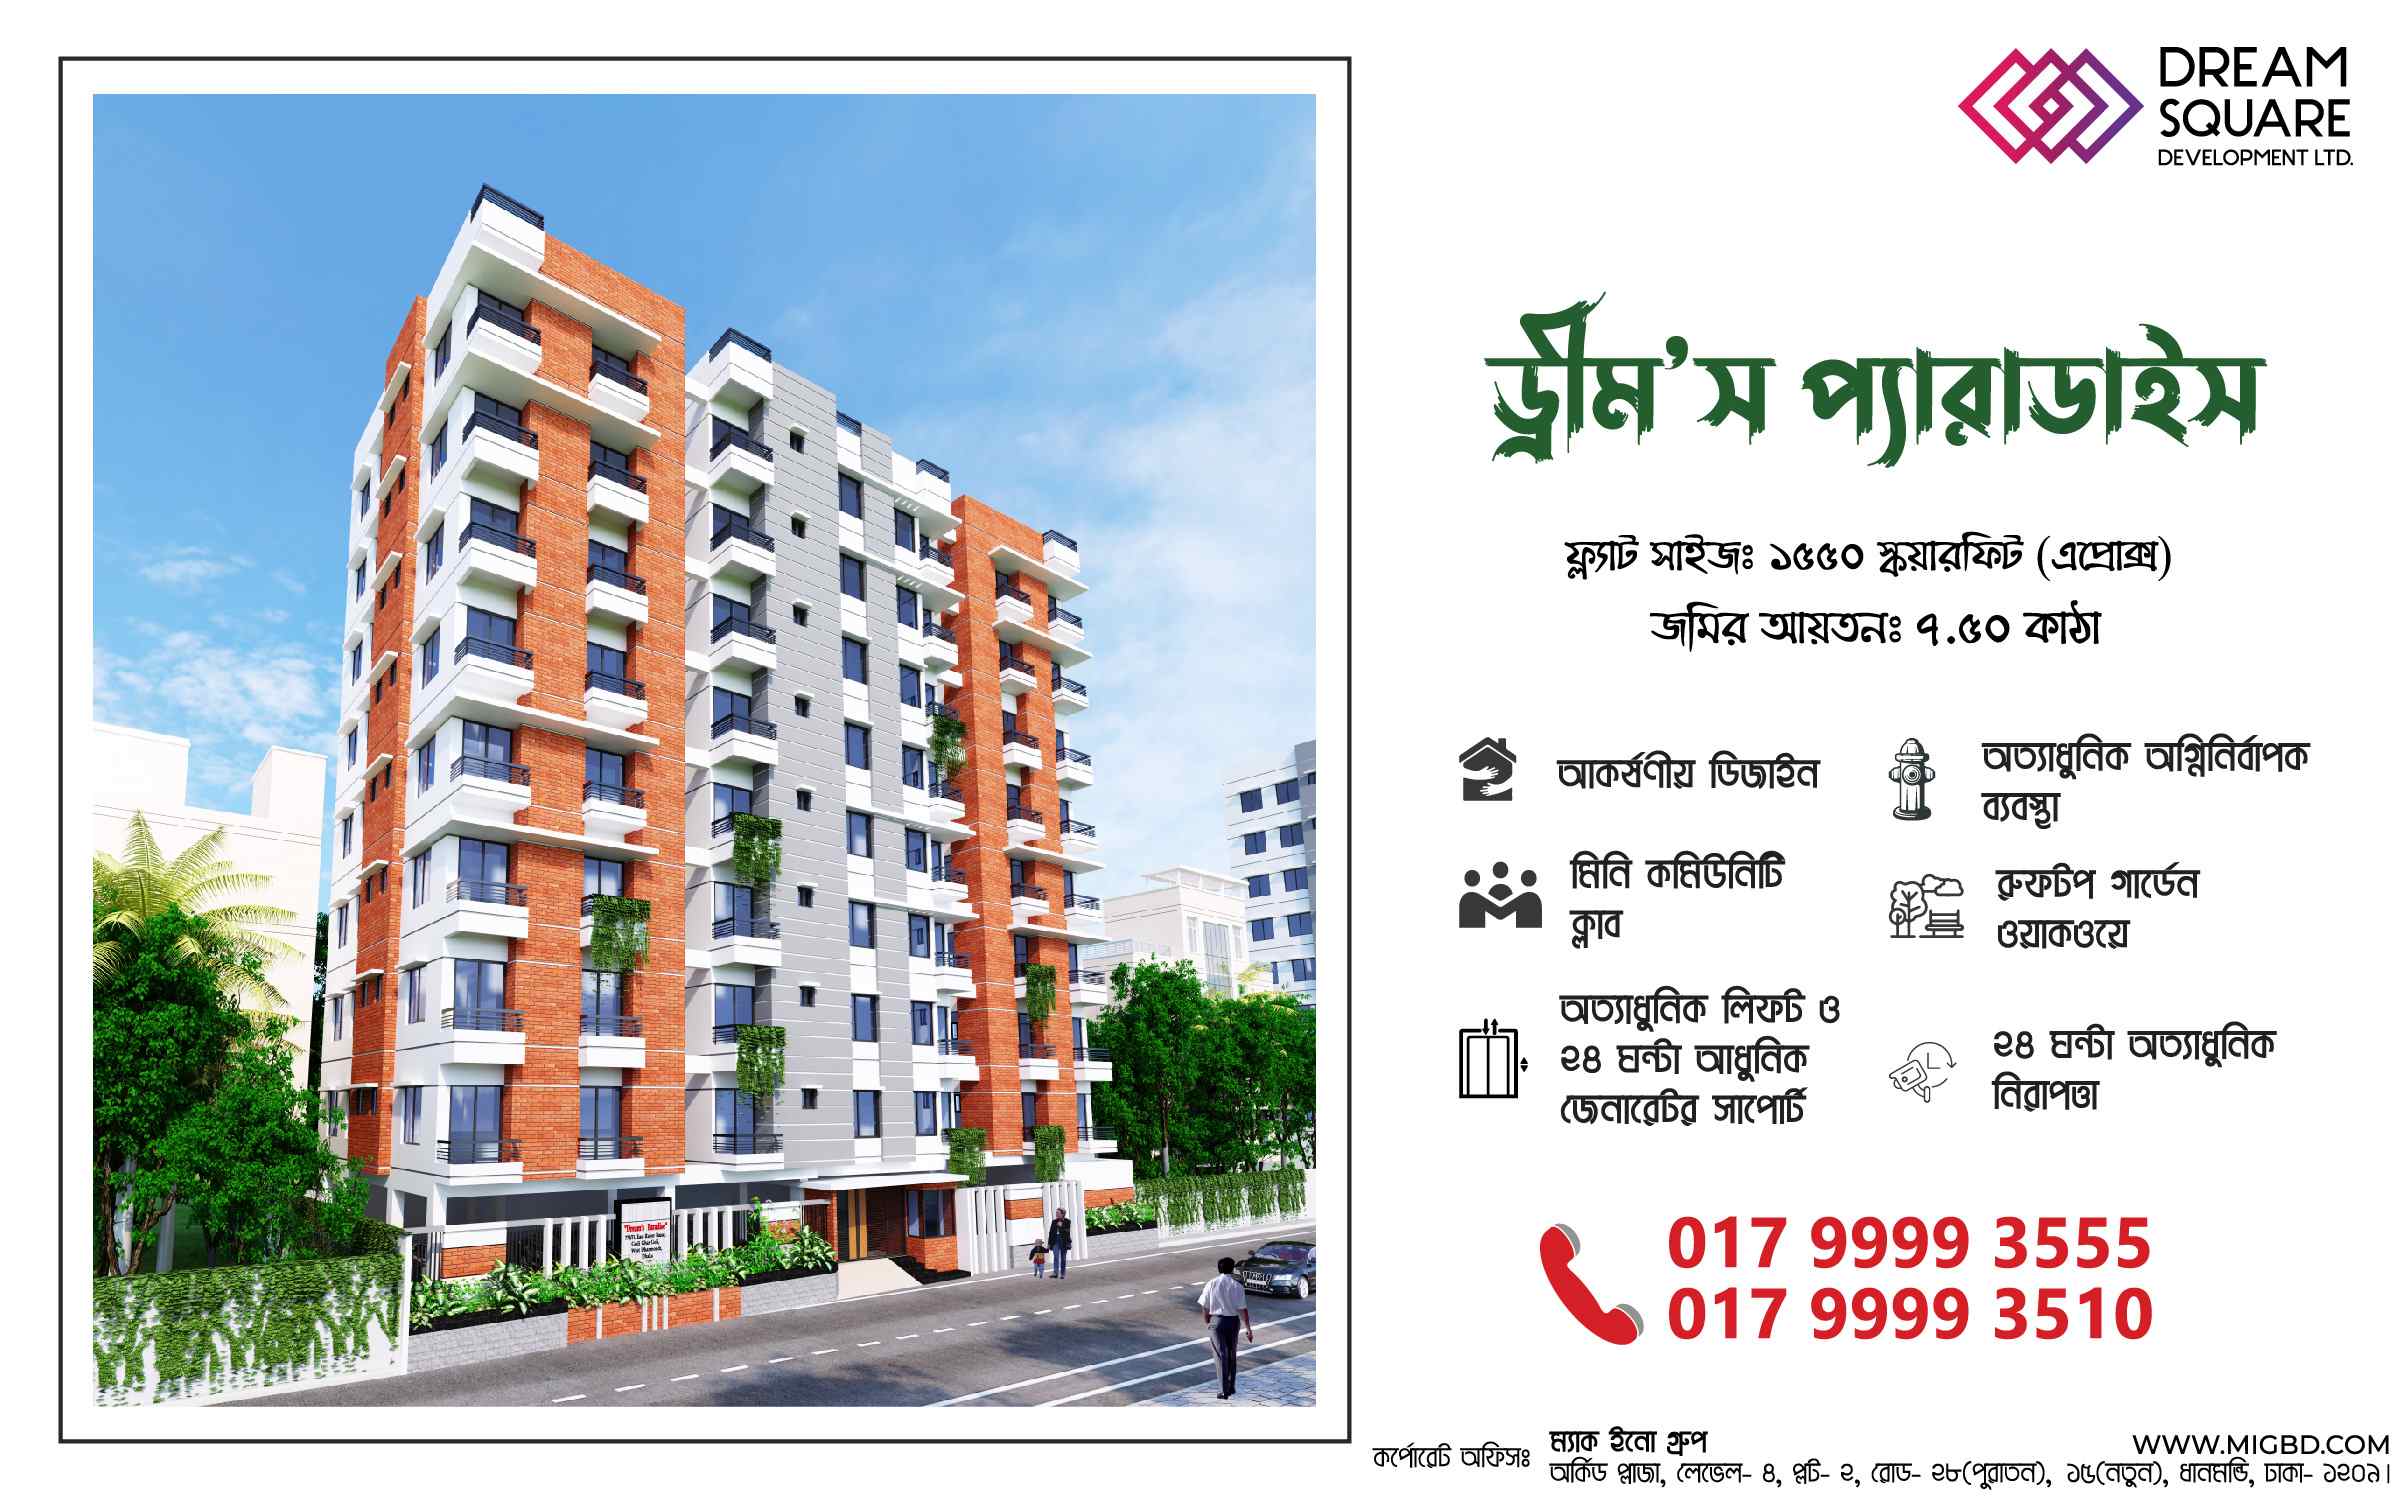 DREAM
SQUARE
DEVELOPMENT LTD.
ড্রীম'স প্যারাডাইস
ফ্ল্যাট সাইজঃ ১৫৫০ স্কয়ারফিট (এপ্রোক্স)
জমির আয়তনঃ ৭.৫০ কাঠা
আকর্ষণীয় ডিজাইন
অত্যাধুনিক অগ্নিনির্বাপক
ব্যবস্থা
মিনি কমিউনিটি
ক্লাব
রুফটপ গার্ডেন
ওয়াকওয়ে
অত্যাধুনিক লিফট ও
২৪ ঘন্টা আধুনিক
জেনারেটর সাপোর্ট
২৪ ঘন্টা অত্যাধুনিক
নিরাপত্তা
017 9999 3555
017 9999 3510
"Dream's Paradise"
কর্পোরেট অফিসঃ
ম্যাক ইনো গ্রুপ
অর্কিড প্লাজা, লেভেল- ৪, প্লট- ২, রোড- ২৮(পুরাতন), ১৫(নতুন), ধানমন্ডি, ঢাকা- ১২০৯।
WWW.MIGBD.COM